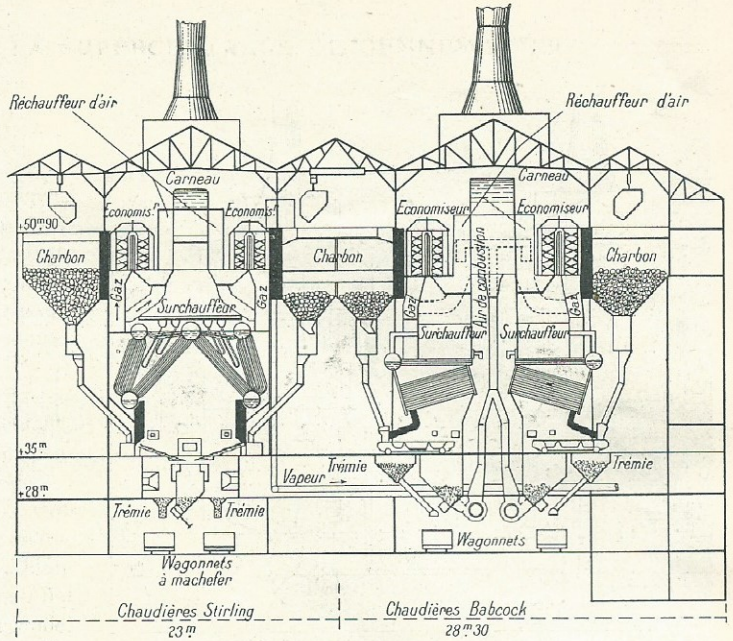 Réchauffeur d'air
Réchauffeur d'air
Carneau
Carneau
Économisr
Économisr
Economiseur
Economiseur
+50m90
Charbon
Charbon
Charbon
Gaz
Surchauffeur
Gaz
Air de combustion
Gaz
Surchauffeur
Surchauffeur
Gaz
+35m
Vapeur
Trémie
Trémie
+28m
Trémie
Trémie
Wagonnets
à machefer
Wagonnets
Chaudières Stirling
Chaudières Babcock
23m
28m30